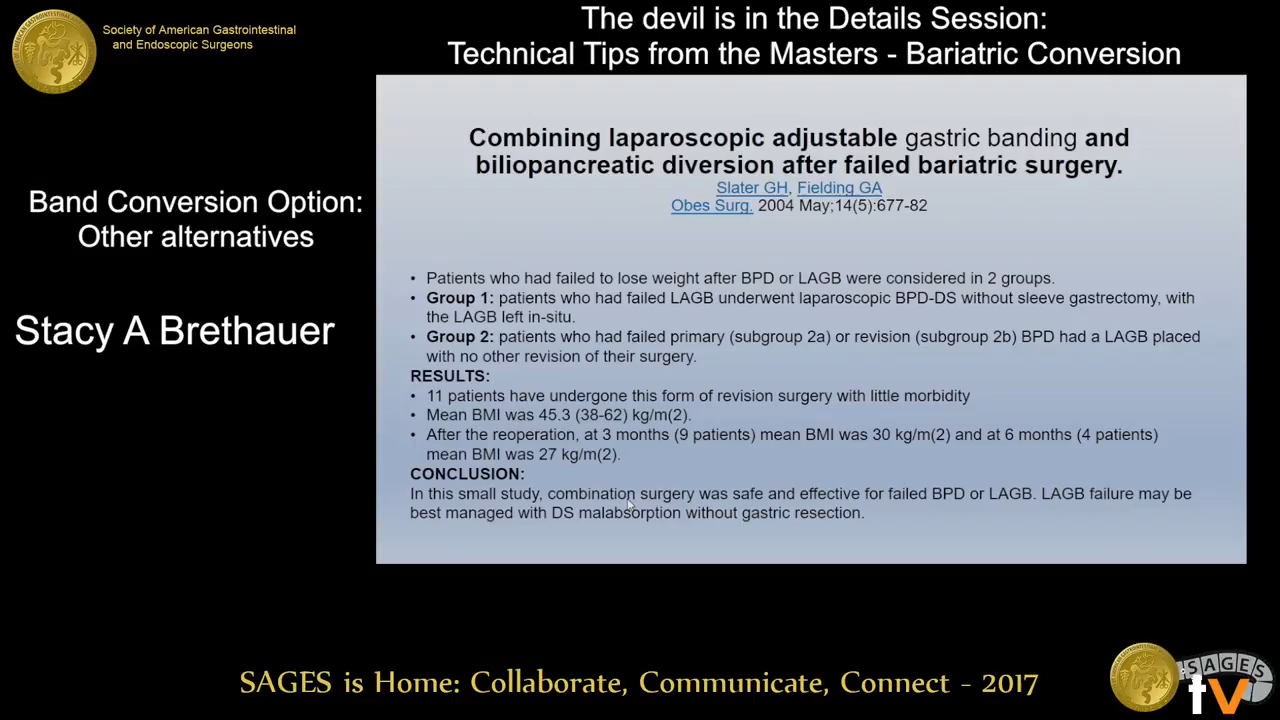 Society of American Gastrointestinal
and Endoscopic Surgeons
The devil is in the Details Session:
Technical Tips from the Masters - Bariatric Conversion
Band Conversion Option:
Other alternatives
Stacy A Brethauer
Combining laparoscopic adjustable gastric banding and
biliopancreatic diversion after failed bariatric surgery.
Slater GH, Fielding GA
Obes Surg. 2004 May;14(5):677-82
• Patients who had failed to lose weight after BPD or LAGB were considered in 2 groups.
• Group 1: patients who had failed LAGB underwent laparoscopic BPD-DS without sleeve gastrectomy, with
the LAGB left in-situ.
• Group 2: patients who had failed primary (subgroup 2a) or revision (subgroup 2b) BPD had a LAGB placed
with no other revision of their surgery.
RESULTS:
• 11 patients have undergone this form of revision surgery with little morbidity
• Mean BMI was 45.3 (38-62) kg/m(2).
• After the reoperation, at 3 months (9 patients) mean BMI was 30 kg/m(2) and at 6 months (4 patients)
mean BMI was 27 kg/m(2).
CONCLUSION:
In this small study, combination surgery was safe and effective for failed BPD or LAGB. LAGB failure may be
best managed with DS malabsorption without gastric resection.
SAGES is Home: Collaborate, Communicate, Connect - 2017
SAGES
tv